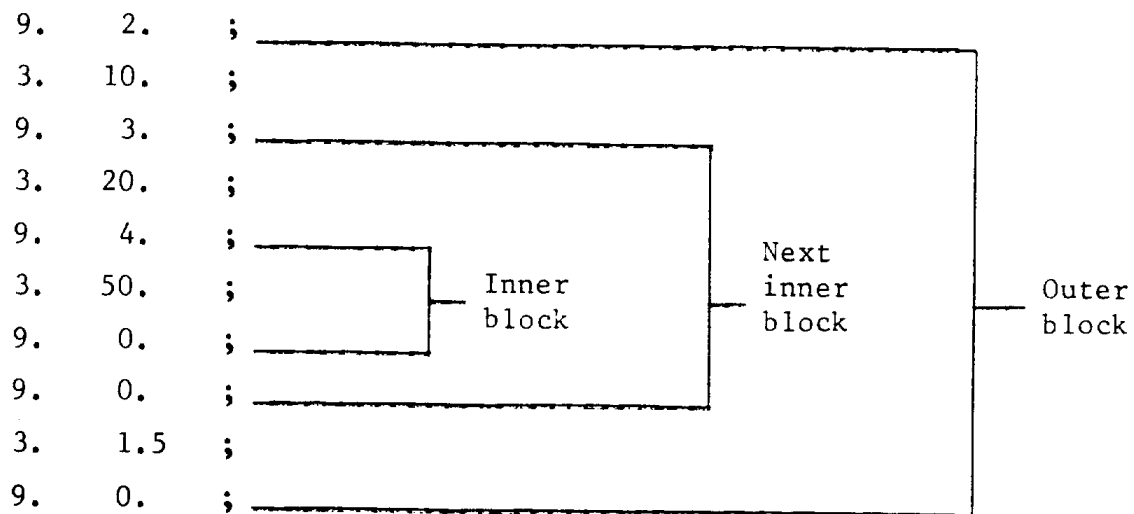 9. 2. ;
3. 10. ;
9. 3. ;
3. 20. ;
9. 4. ;
3. 50. ;
9. 0. ;
9. 0. ;
3. 1.5 ;
9. 0. ;
Inner
block
Next
inner
block
Outer
block